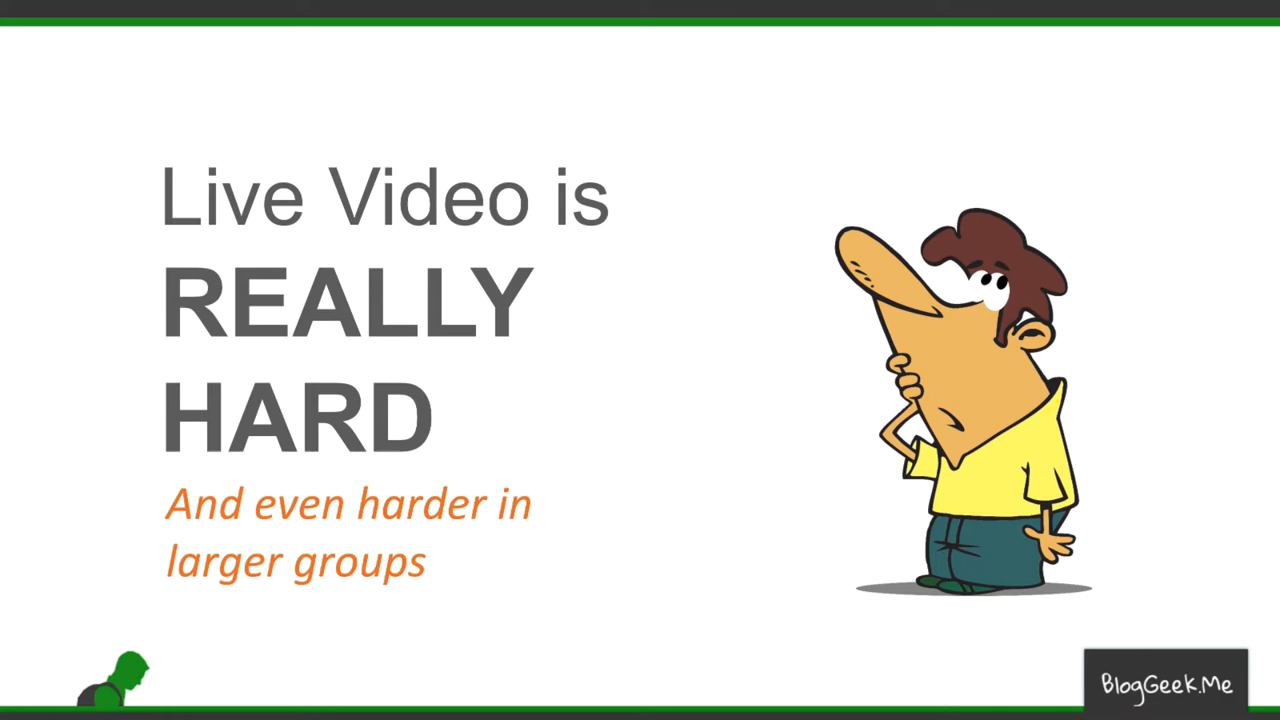 Live Video is
REALLY
HARD
And even harder in
larger groups
BlogGeek.Me